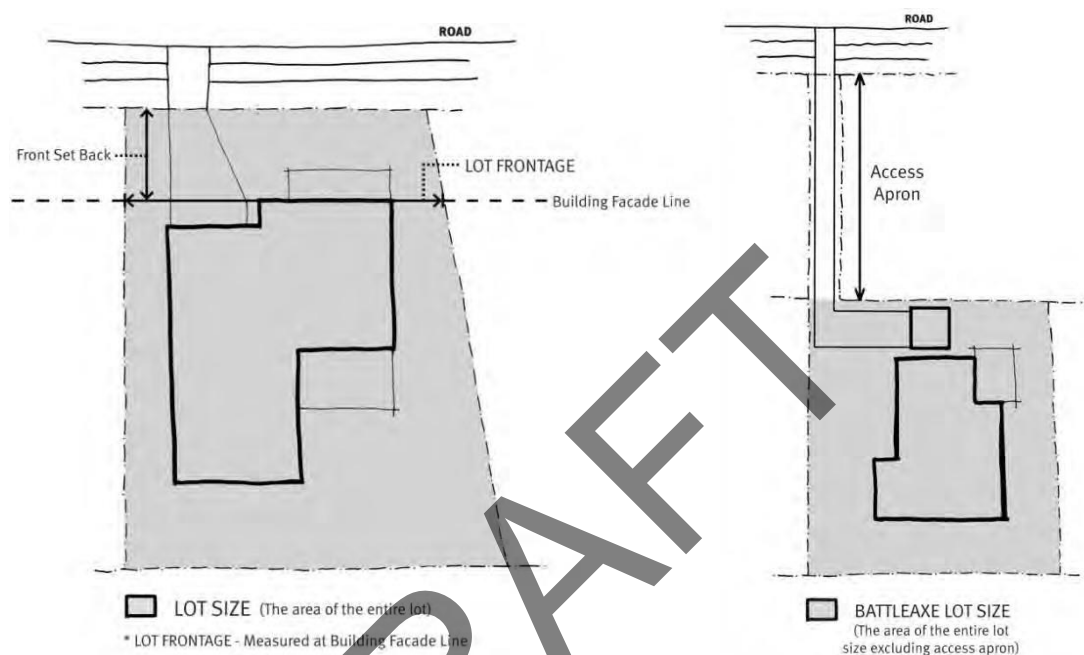 ROAD
Front Set Back
LOT FRONTAGE
Building Facade Line
LOT SIZE (The area of the entire lot)
* LOT FRONTAGE - Measured at Building Facade Line
ROAD
Access
Apron
BATTLEAXE LOT SIZE
(The area of the entire lot
size excluding access apron)
DRAFT